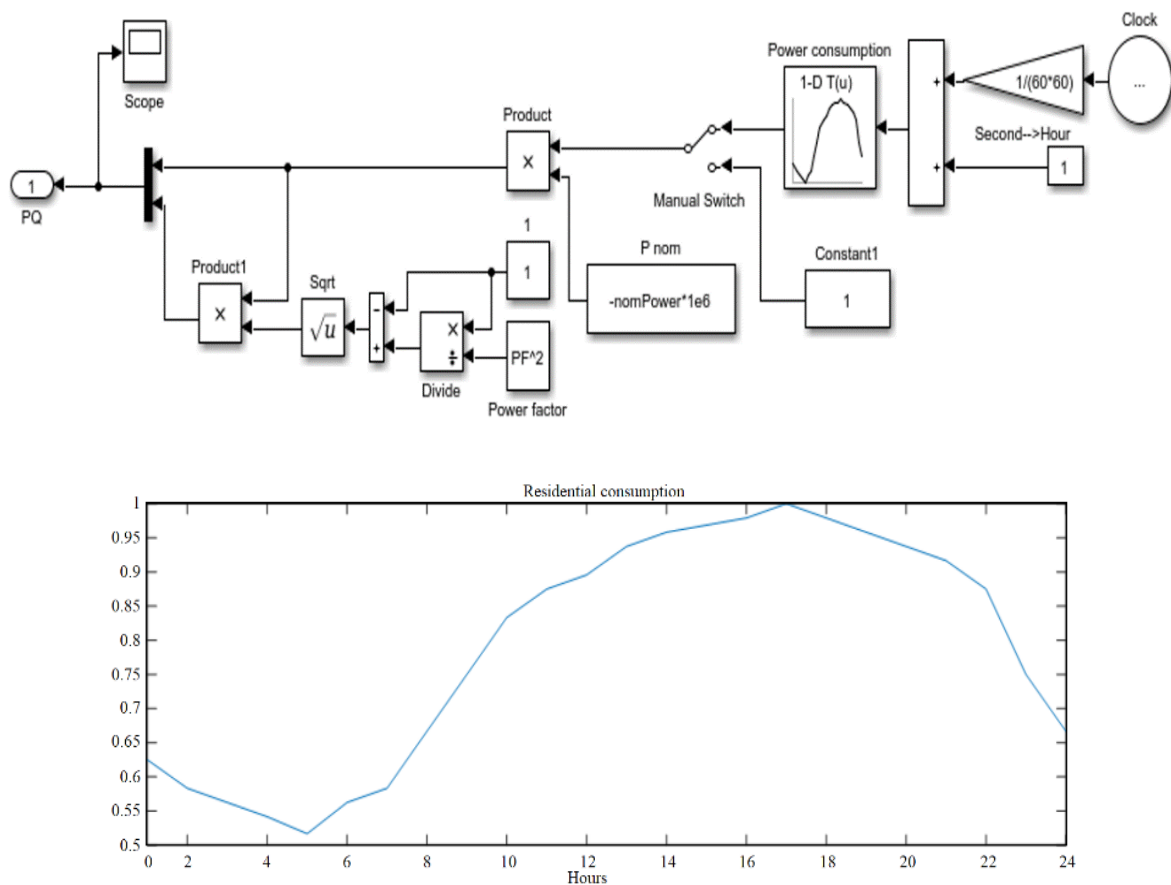 Clock
Power consumption
1-D T(u)
+
1/(60*60)
...
Scope
Product
×
Second-->Hour
+
1
1
PQ
Manual Switch
1
P nom
Constant1
Product1
Sqrt
1
-nomPower*1e6
1
×
√u
-
+
×
÷
PF^2
Divide
Power factor
Residential consumption
1
0.95
0.9
0.85
0.8
0.75
0.7
0.65
0.6
0.55
0.5
0 2 4 6 8 10 12 14 16 18 20 22 24
Hours